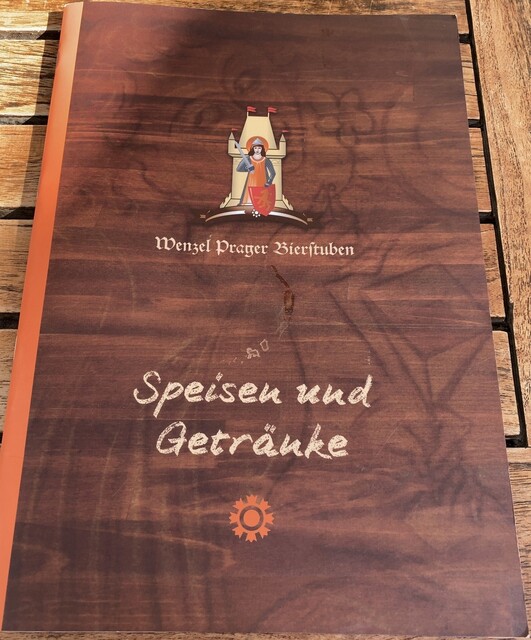 Wenzel Prager Bierstuben
Speisen und
Getränke